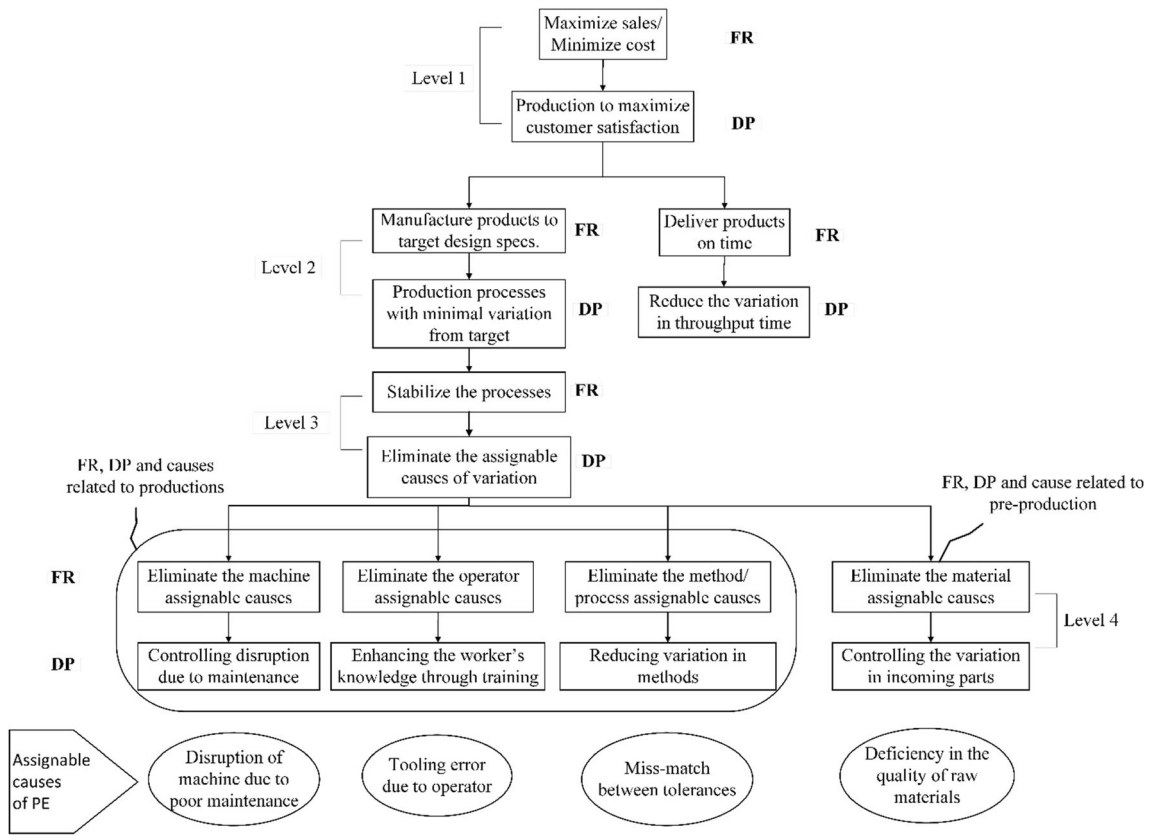 Maximize sales/
Minimize cost
FR
Level 1
Production to maximize
customer satisfaction
DP
Manufacture products to
target design specs.
FR
Deliver products
on time
FR
Level 2
Production processes
with minimal variation
from target
DP
Reduce the variation
in throughput time
DP
Stabilize the processes
FR
Level 3
Eliminate the assignable
causes of variation
DP
FR, DP and causes
related to productions
FR, DP and cause related to
pre-production
FR
Eliminate the machine
assignable causes
Eliminate the operator
assignable causes
Eliminate the method/
process assignable causes
Eliminate the material
assignable causes
Level 4
DP
Controlling disruption
due to maintenance
Enhancing the worker's
knowledge through training
Reducing variation in
methods
Controlling the variation
in incoming parts
Assignable
causes
of PE
Disruption of
machine due to
poor maintenance
Tooling error
due to operator
Miss-match
between tolerances
Deficiency in the
quality of raw
materials